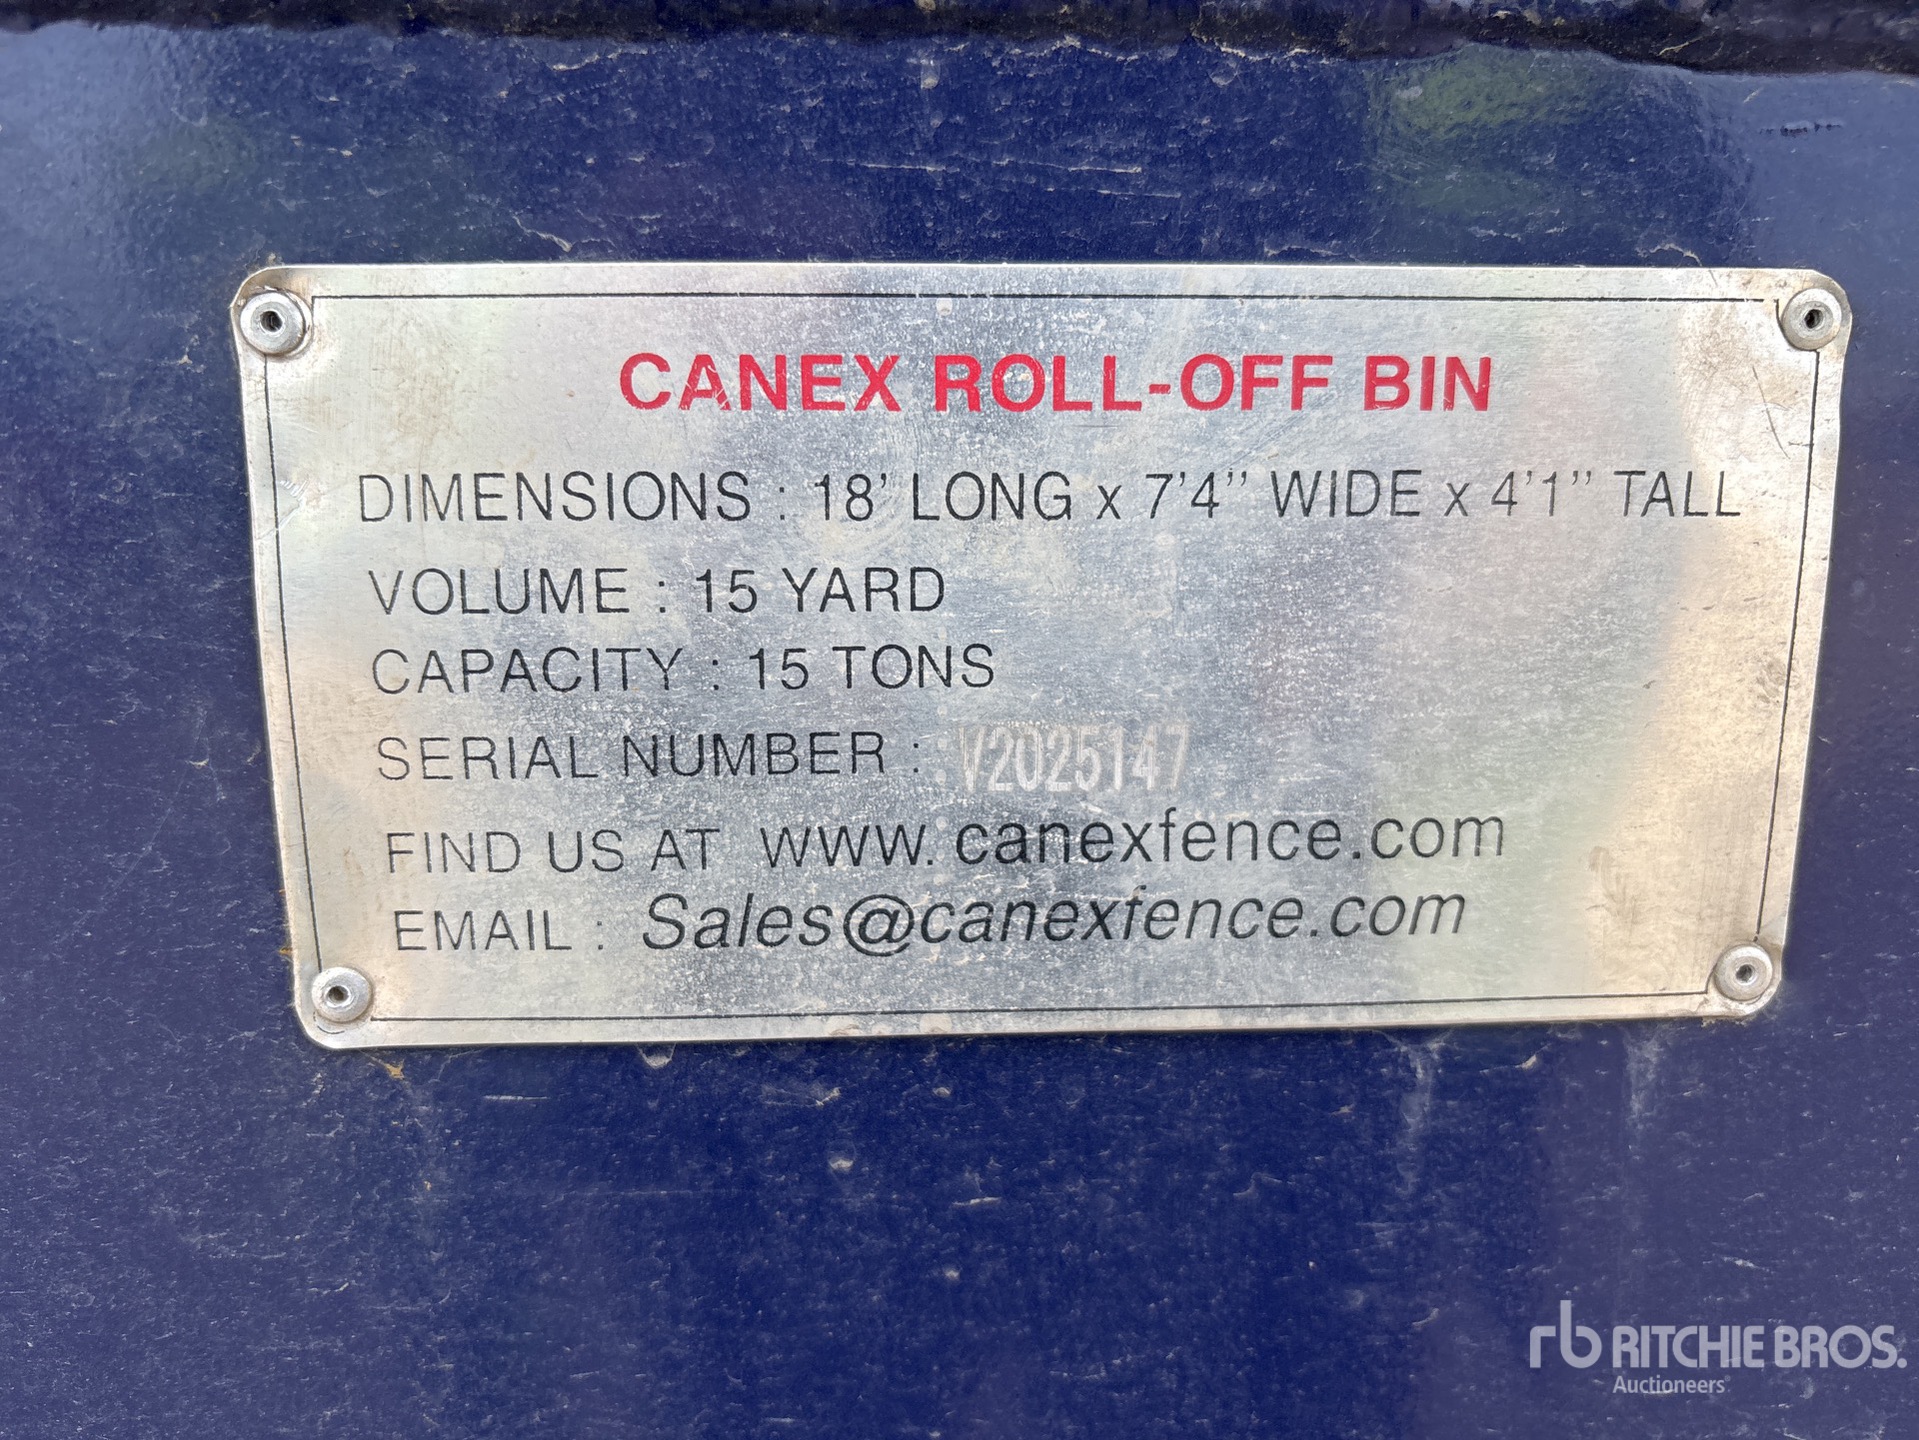 CANEX ROLL-OFF BIN
DIMENSIONS : 18' LONG x 7'4" WIDE x 4'1" TALL
VOLUME : 15 YARD
CAPACITY : 15 TONS
SERIAL NUMBER : V2025147
FIND US AT www.canexfence.com
EMAIL : Sales@canexfence.com
rb RITCHIE BROS.
Auctioneers